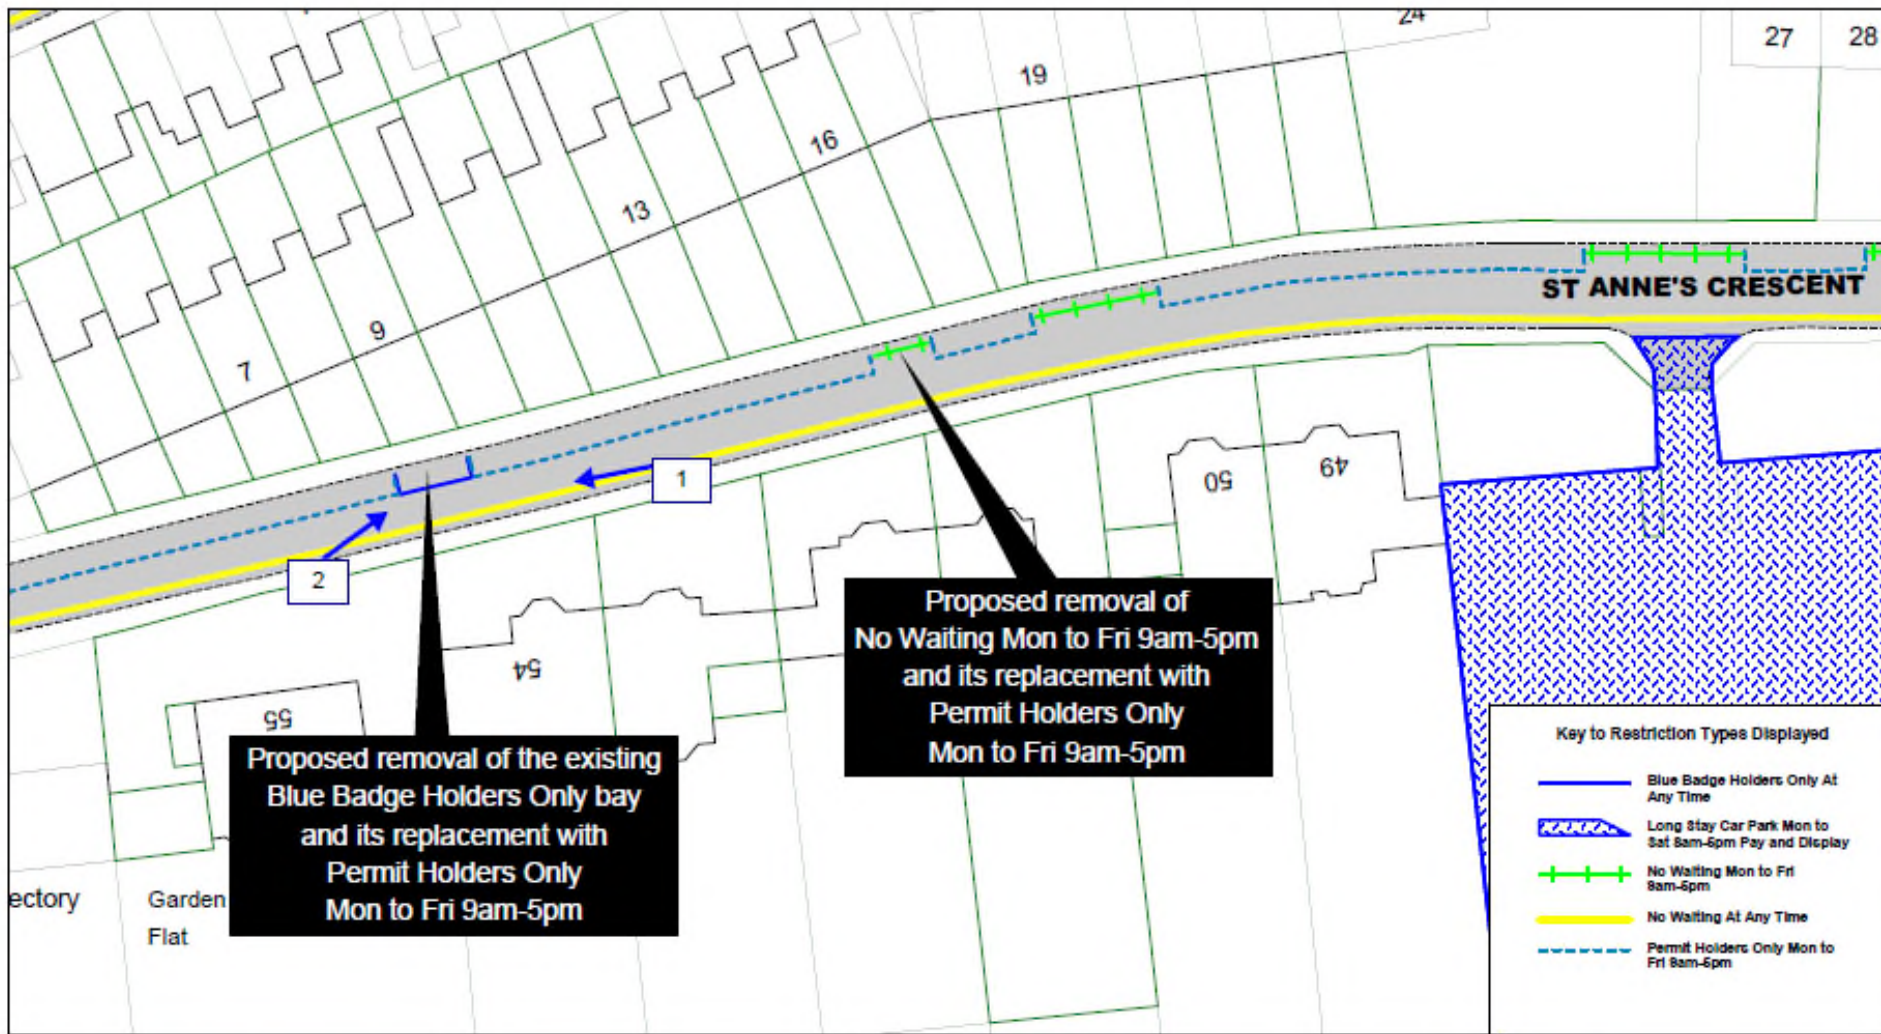 24
27
28
19
16
13
9
7
ST ANNE'S CRESCENT
1
2
50
49
54
55
Proposed removal of
No Waiting Mon to Fri 9am-5pm
and its replacement with
Permit Holders Only
Mon to Fri 9am-5pm
Proposed removal of the existing
Blue Badge Holders Only bay
and its replacement with
Permit Holders Only
Mon to Fri 9am-5pm
ectory
Garden
Flat
Key to Restriction Types Displayed
Blue Badge Holders Only At
Any Time
Long Stay Car Park Mon to
Sat 8am-6pm Pay and Display
No Waiting Mon to Fri
9am-5pm
No Waiting At Any Time
Permit Holders Only Mon to
Fri 9am-5pm